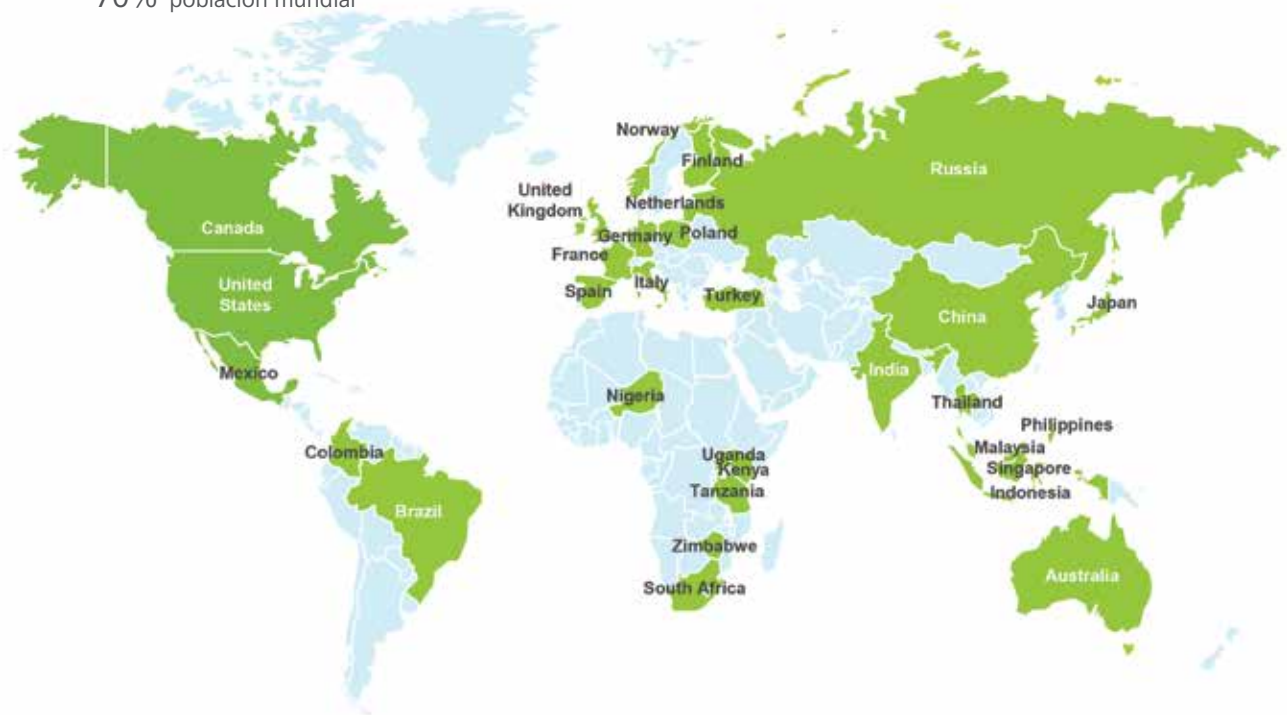 70% población mundial
Norway
Finland
Russia
United
Kingdom
Netherlands
Canada
Germany
Poland
France
Italy
United
States
Spain
Turkey
Japan
China
Mexico
India
Nigeria
Thailand
Philippines
Colombia
Malaysia
Uganda
Kenya
Singapore
Tanzania
Indonesia
Brazil
Zimbabwe
Australia
South Africa